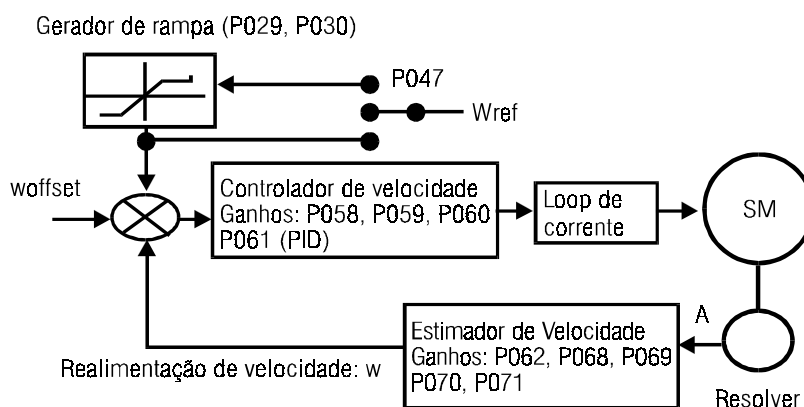 Gerador de rampa (P029, P030)
P047
Wref
woffset
Controlador de velocidade
Ganhos: P058, P059, P060
P061 (PID)
Loop de
corrente
SM
Estimador de Velocidade
Ganhos: P062, P068, P069
P070, P071
A
Realimentação de velocidade: w
Resolver